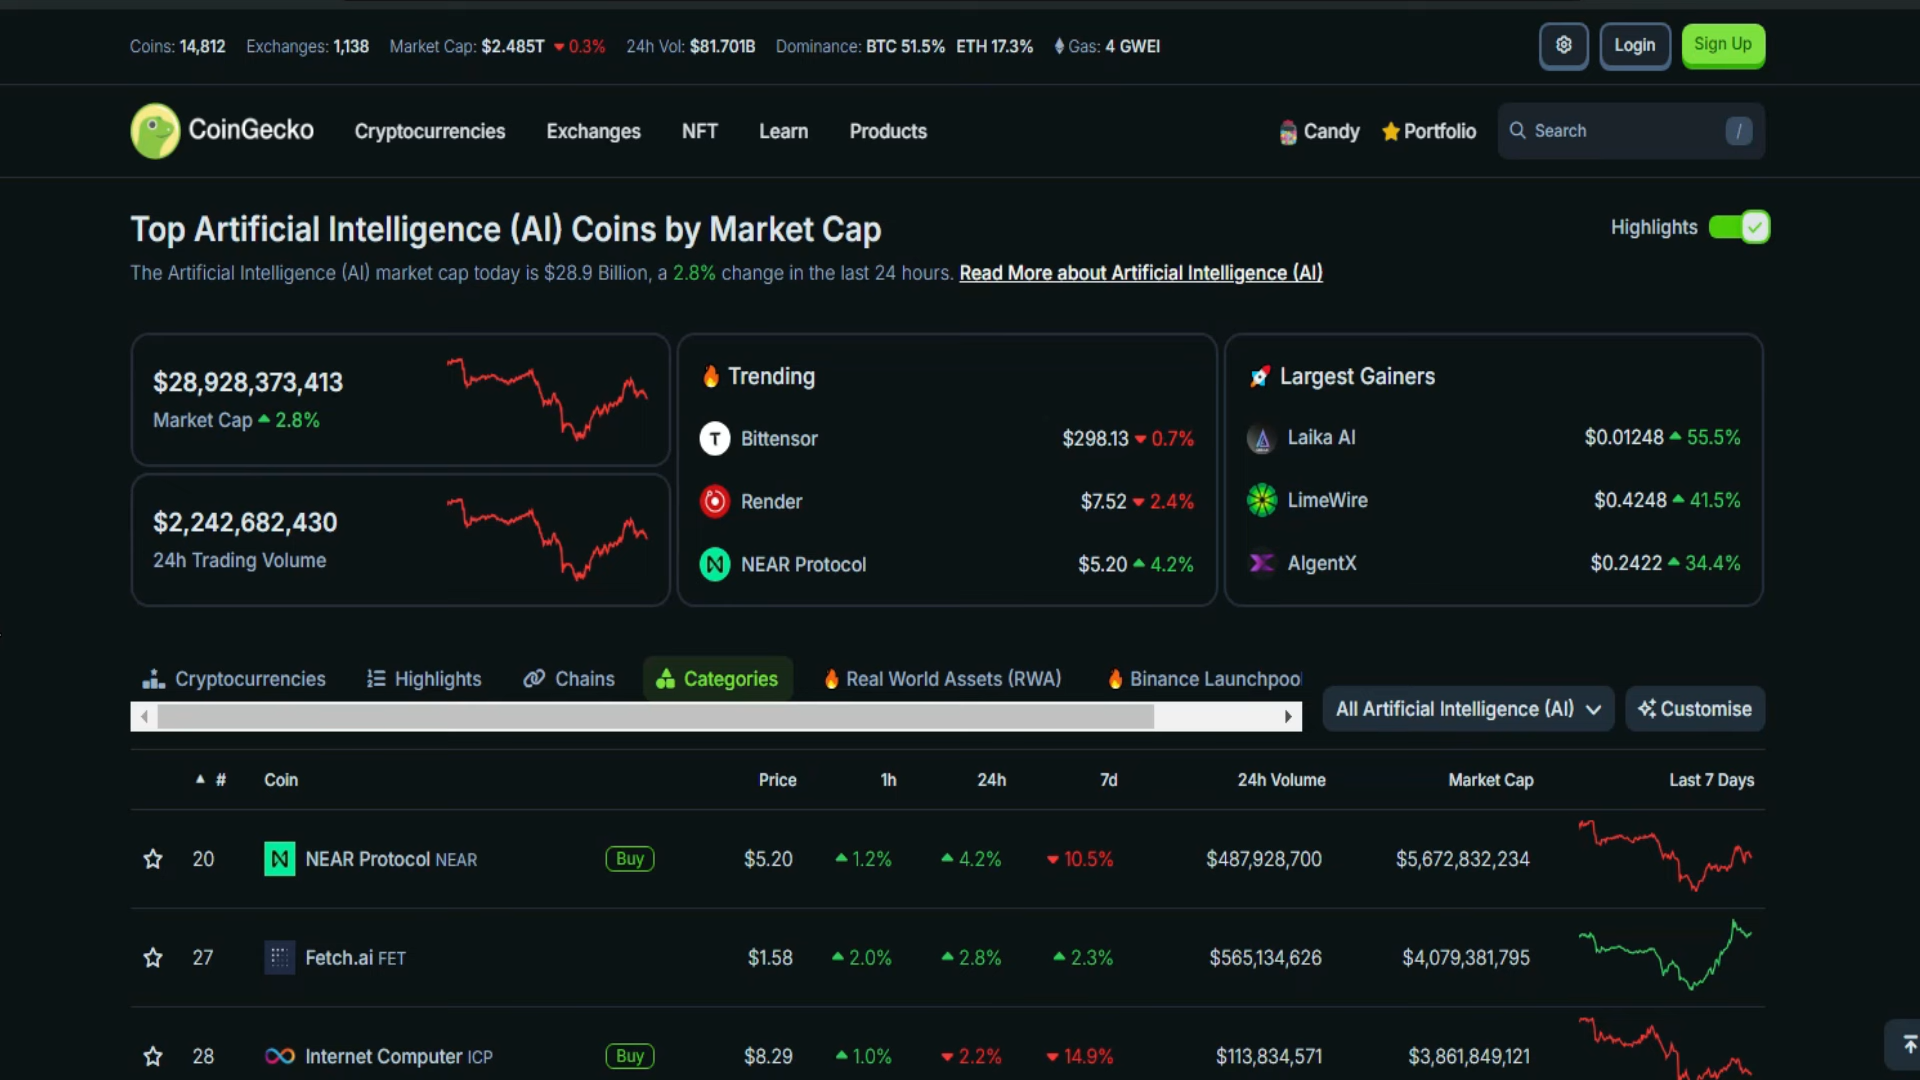 Coins: 14,812 Exchanges: 1,138 Market Cap: $2.485T 0.3% 24h Vol: $81.701B Dominance: BTC 51.5% ETH 17.3% Gas: 4 GWEI Login Sign Up
CoinGecko Cryptocurrencies Exchanges NFT Learn Products Candy Portfolio Search /
Top Artificial Intelligence (AI) Coins by Market Cap Highlights
The Artificial Intelligence (AI) market cap today is $28.9 Billion, a 2.8% change in the last 24 hours. Read More about Artificial Intelligence (AI)
$28,928,373,413
Market Cap 2.8%
$2,242,682,430
24h Trading Volume
Trending
Bittensor $298.13 0.7%
Render $7.52 2.4%
NEAR Protocol $5.20 4.2%
Largest Gainers
Laika AI $0.01248 55.5%
LimeWire $0.4248 41.5%
AIgentX $0.2422 34.4%
Cryptocurrencies Highlights Chains Categories Real World Assets (RWA) Binance Launchpoo
All Artificial Intelligence (AI) Customise
# Coin Price 1h 24h 7d 24h Volume Market Cap Last 7 Days
20 NEAR Protocol NEAR Buy $5.20 1.2% 4.2% 10.5% $487,928,700 $5,672,832,234
27 Fetch.ai FET $1.58 2.0% 2.8% 2.3% $565,134,626 $4,079,381,795
28 Internet Computer ICP Buy $8.29 1.0% 2.2% 14.9% $113,834,571 $3,861,849,121